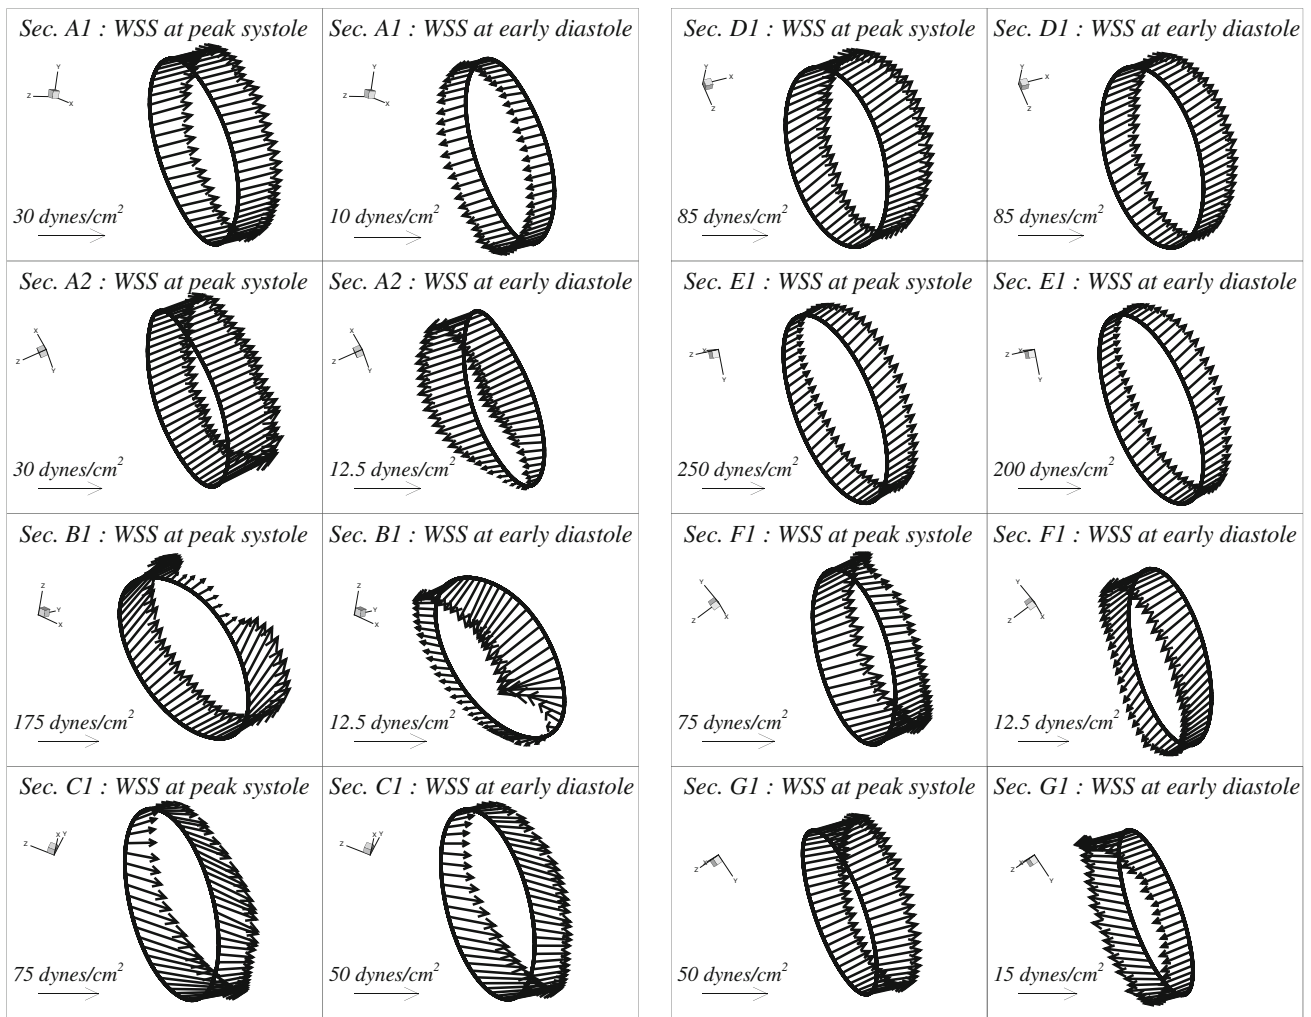 Sec. A1 : WSS at peak systole
Y
Z
X
30 dynes/cm²
Sec. A1 : WSS at early diastole
Y
Z
X
10 dynes/cm²
Sec. D1 : WSS at peak systole
Y
X
Z
85 dynes/cm²
Sec. D1 : WSS at early diastole
Y
X
Z
85 dynes/cm²
Sec. A2 : WSS at peak systole
X
Z
Y
30 dynes/cm²
Sec. A2 : WSS at early diastole
X
Z
Y
12.5 dynes/cm²
Sec. E1 : WSS at peak systole
X
Z
Y
250 dynes/cm²
Sec. E1 : WSS at early diastole
X
Z
Y
200 dynes/cm²
Sec. B1 : WSS at peak systole
Z
Y
X
175 dynes/cm²
Sec. B1 : WSS at early diastole
Z
Y
X
12.5 dynes/cm²
Sec. F1 : WSS at peak systole
Y
X
Z
75 dynes/cm²
Sec. F1 : WSS at early diastole
Y
X
Z
12.5 dynes/cm²
Sec. C1 : WSS at peak systole
X Y
Z
75 dynes/cm²
Sec. C1 : WSS at early diastole
X Y
Z
50 dynes/cm²
Sec. G1 : WSS at peak systole
Z
Y
50 dynes/cm²
Sec. G1 : WSS at early diastole
Z
Y
15 dynes/cm²